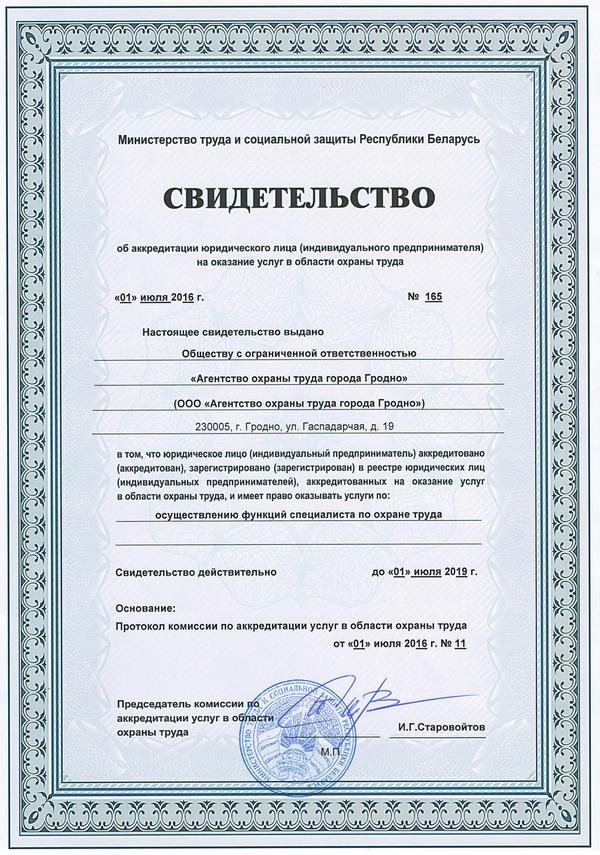 Министерство труда и социальной защиты Республики Беларусь
СВИДЕТЕЛЬСТВО
об аккредитации юридического лица (индивидуального предпринимателя)
на оказание услуг в области охраны труда
«01» июля 2016 г. № 165
Настоящее свидетельство выдано
Обществу с ограниченной ответственностью
«Агентство охраны труда города Гродно»
(ООО «Агентство охраны труда города Гродно»)
230005, г. Гродно, ул. Гаспадарчая, д. 19
в том, что юридическое лицо (индивидуальный предприниматель) аккредитовано
(аккредитован), зарегистрировано (зарегистрирован) в реестре юридических лиц
(индивидуальных предпринимателей), аккредитованных на оказание услуг
в области охраны труда, и имеет право оказывать услуги по:
осуществлению функций специалиста по охране труда
Свидетельство действительно до «01» июля 2019 г.
Основание:
Протокол комиссии по аккредитации услуг в области охраны труда
от «01» июля 2016 г. № 11
Председатель комиссии по
аккредитации услуг в области
охраны труда
И.Г.Старовойтов
М.П.